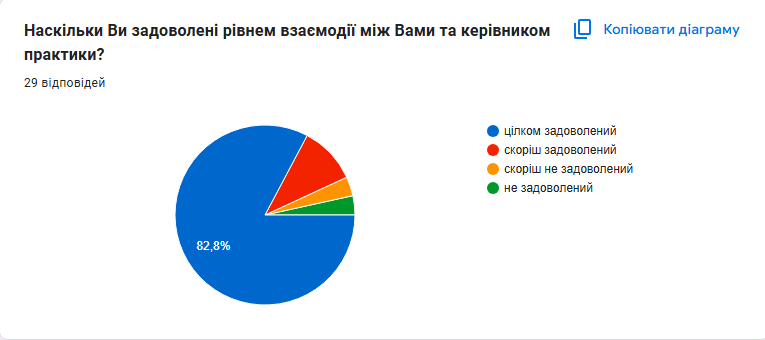 Наскільки Ви задоволені рівнем взаємодії між Вами та керівником
практики?
Копіювати діаграму
29 відповідей
82,8%
цілком задоволений
скоріш задоволений
скоріш не задоволений
не задоволений